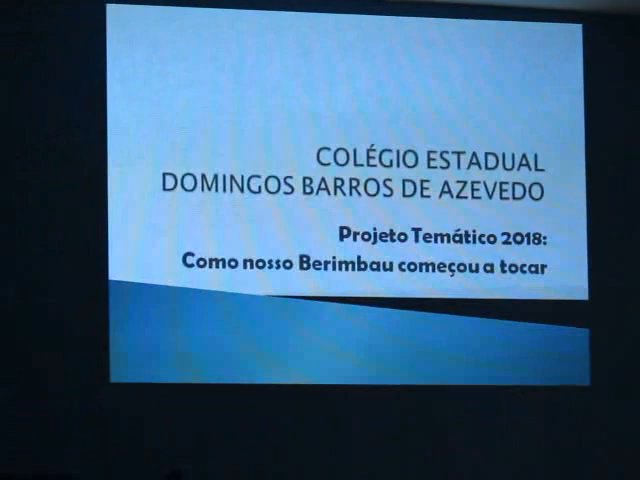 COLÉGIO ESTADUAL
DOMINGOS BARROS DE AZEVEDO
Projeto Temático 2018:
Como nosso Berimbau começou a tocar